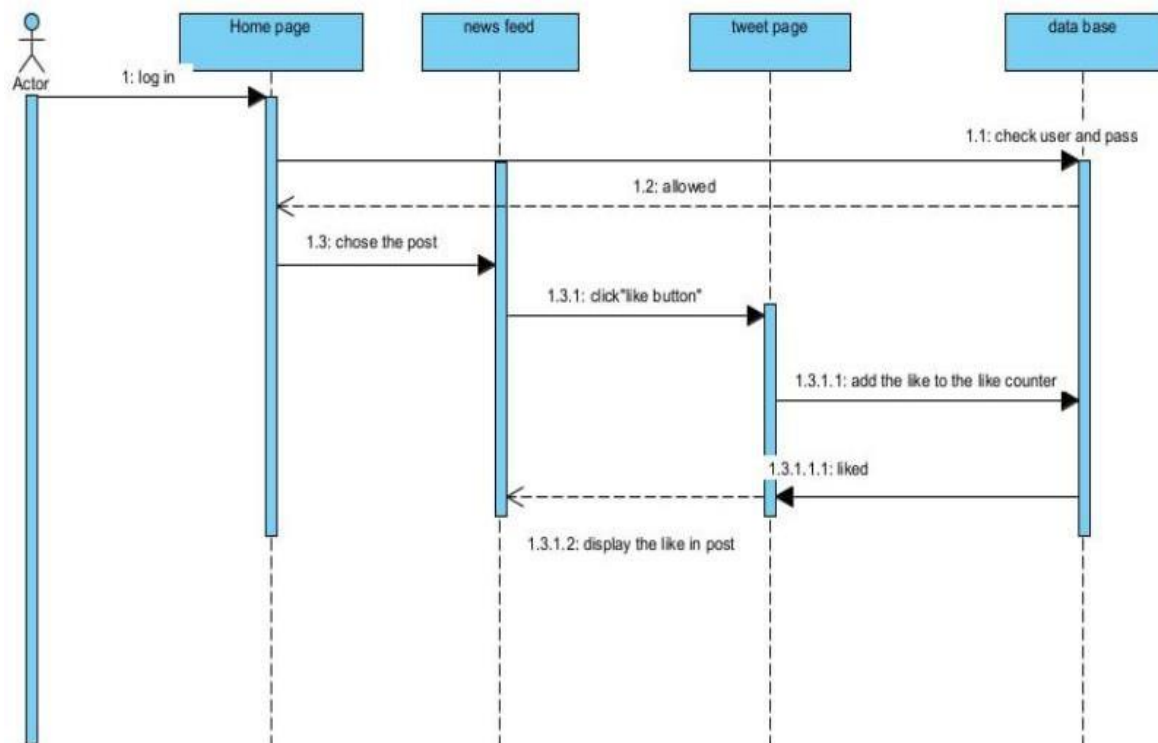 Home page
news feed
tweet page
data base
Actor
1: log in
1.1: check user and pass
1.2: allowed
1.3: chose the post
1.3.1: click"like button"
1.3.1.1: add the like to the like counter
1.3.1.1.1: liked
1.3.1.2: display the like in post